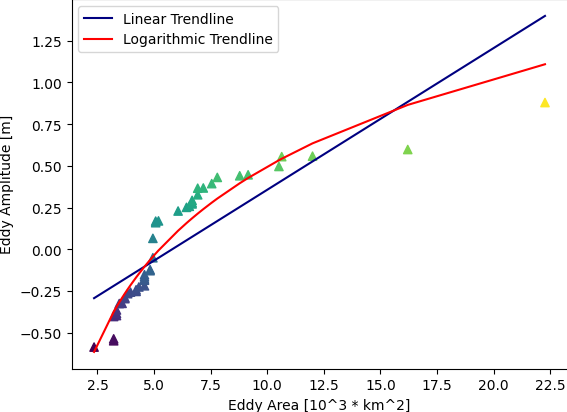 Linear Trendline
Logarithmic Trendline
1.25
1.00
0.75
0.50
0.25
0.00
−0.25
−0.50
Eddy Amplitude [m]
2.5 5.0 7.5 10.0 12.5 15.0 17.5 20.0 22.5
Eddy Area [10^3 * km^2]